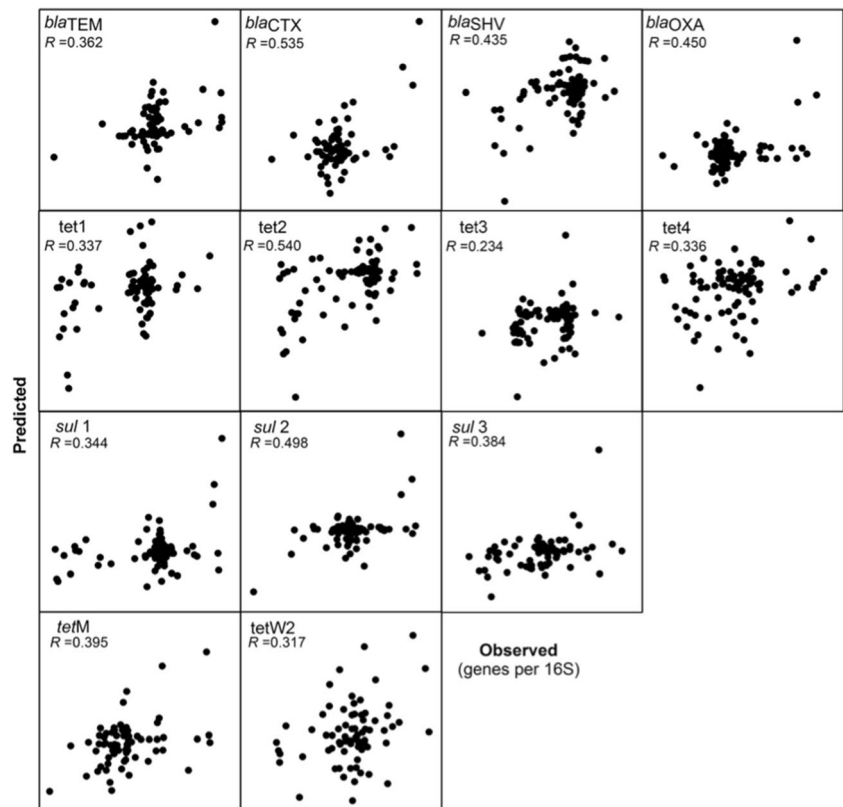 blaTEM
R =0.362
blaCTX
R =0.535
blaSHV
R =0.435
blaOXA
R =0.450
tet1
R =0.337
tet2
R =0.540
tet3
R =0.234
tet4
R =0.336
Predicted
sul 1
R =0.344
sul 2
R =0.498
sul 3
R =0.384
tetM
R =0.395
tetW2
R =0.317
Observed
(genes per 16S)